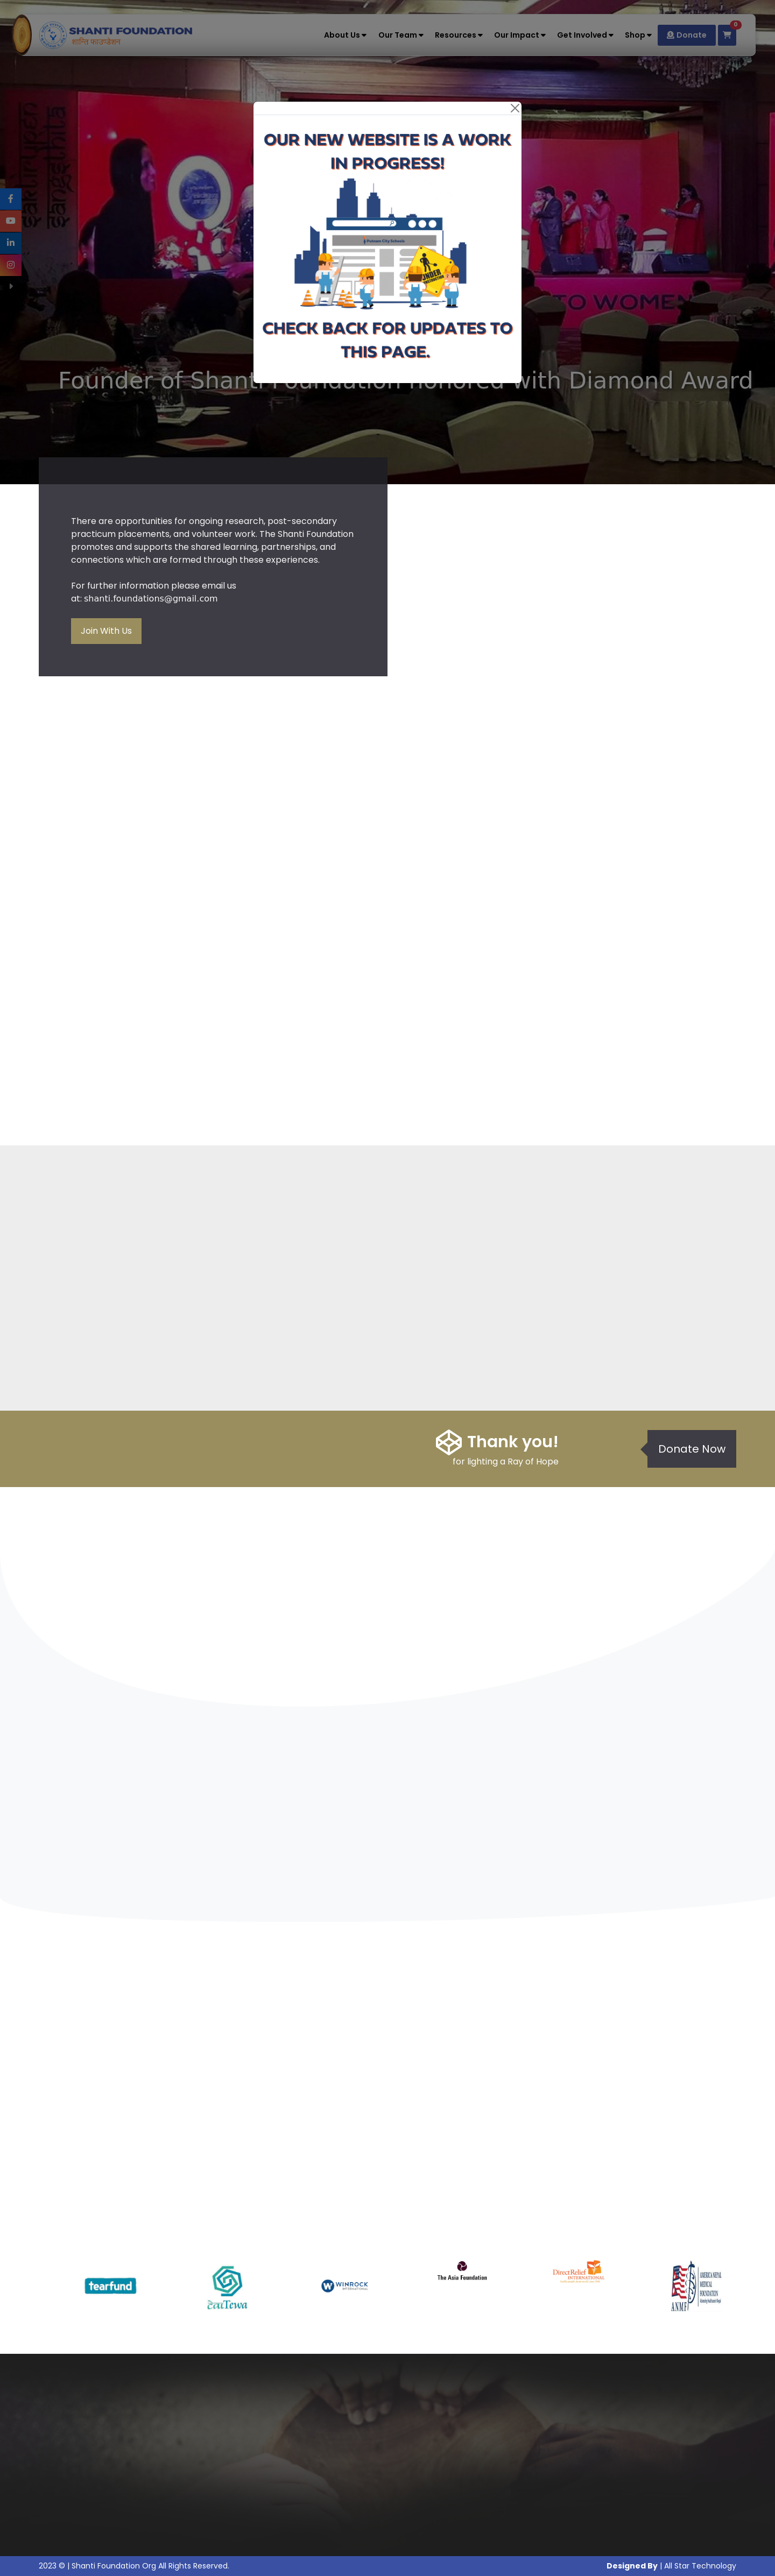 SHANTI FOUNDATION
शान्ति फाउण्डेशन
About Us
Our Team
Resources
Our Impact
Get Involved
Shop
Donate
0
OUR NEW WEBSITE IS A WORK
IN PROGRESS!
UNDER
CHECK BACK FOR UPDATES TO
THIS PAGE.
TO WOMEN
Founder of Shanti Foundation honored with Diamond Award
There are opportunities for ongoing research, post-secondary
practicum placements, and volunteer work. The Shanti Foundation
promotes and supports the shared learning, partnerships, and
connections which are formed through these experiences.
For further information please email us
at: shanti.foundations@gmail.com
Join With Us
Thank you!
for lighting a Ray of Hope
Donate Now
tearfund
Tewa
WINROCK
INTERNATIONAL
The Asia Foundation
Direct Relief
INTERNATIONAL
AMERICA NEPAL
MEDICAL
FOUNDATION
ANMF
2023 © | Shanti Foundation Org All Rights Reserved.
Designed By | All Star Technology